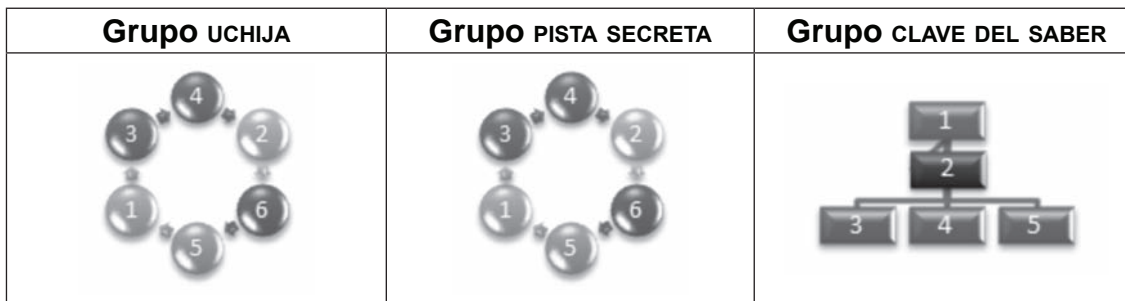 Grupo UCHIJA
Grupo PISTA SECRETA
Grupo CLAVE DEL SABER
4
3 2
1 6
5
4
3 2
1 6
5
1
2
3 4 5